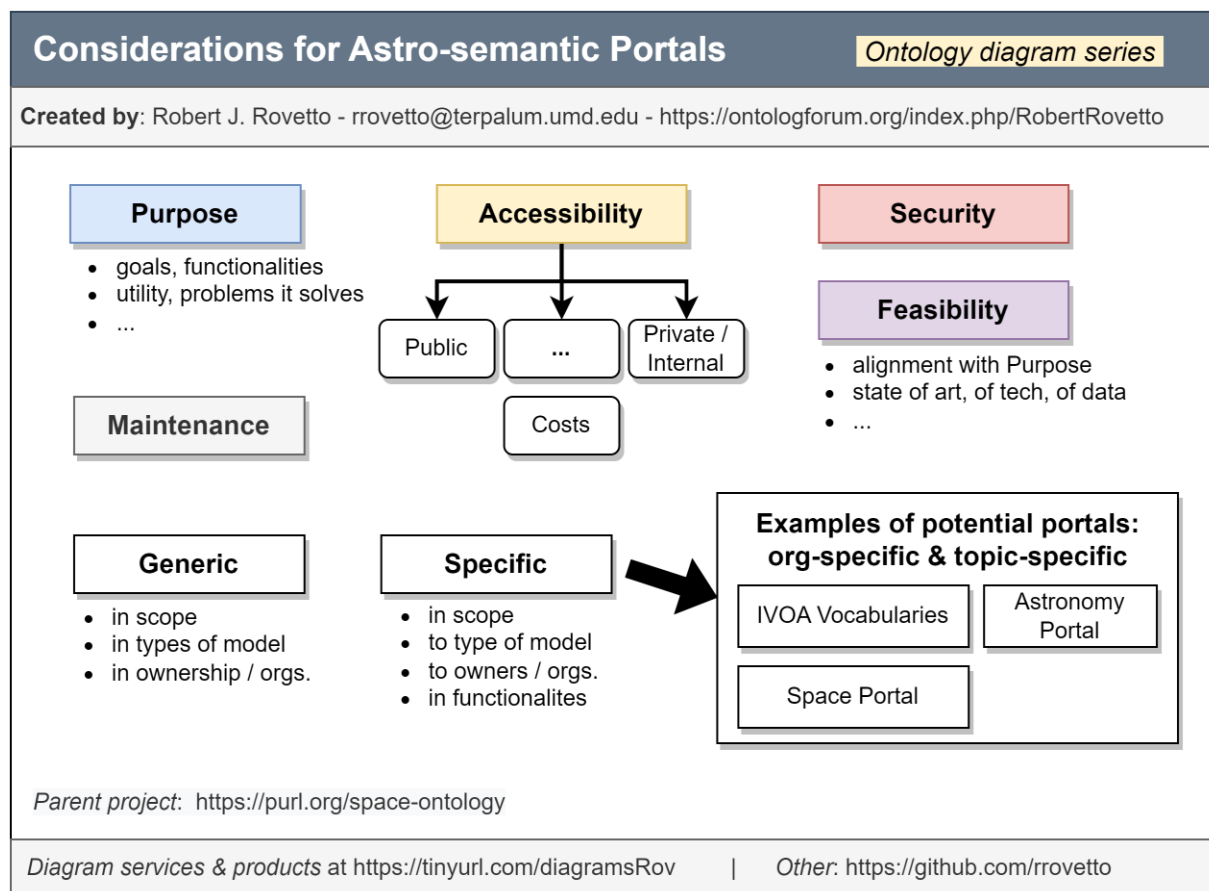 Considerations for Astro-semantic Portals
Ontology diagram series
Created by: Robert J. Rovetto - rrovetto@terpalum.umd.edu - https://ontologforum.org/index.php/RobertRovetto
Purpose
• goals, functionalities
• utility, problems it solves
• ...
Accessibility
Public
...
Private /
Internal
Costs
Security
Feasibility
• alignment with Purpose
• state of art, of tech, of data
• ...
Maintenance
Generic
• in scope
• in types of model
• in ownership / orgs.
Specific
• in scope
• to type of model
• to owners / orgs.
• in functionalites
Examples of potential portals:
org-specific & topic-specific
IVOA Vocabularies
Astronomy
Portal
Space Portal
Parent project: https://purl.org/space-ontology
Diagram services & products at https://tinyurl.com/diagramsRov | Other: https://github.com/rrovetto